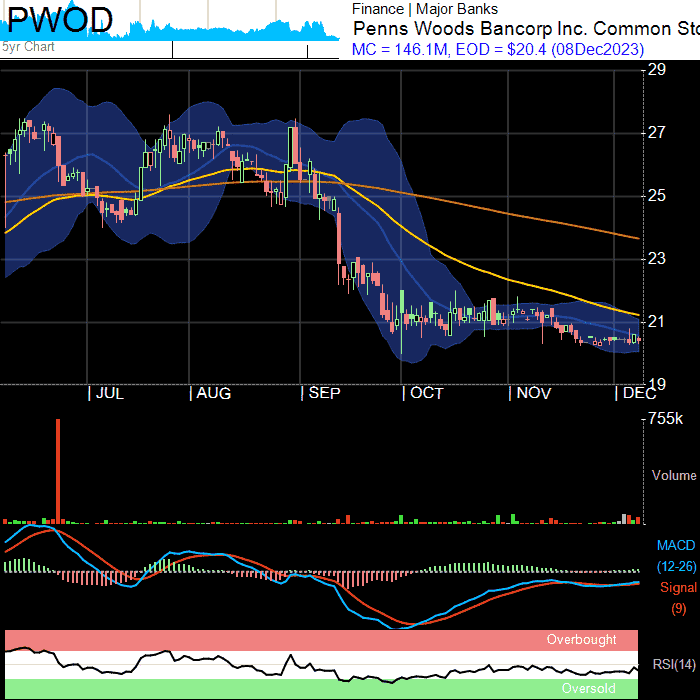 PWOD
5yr Chart
Finance | Major Banks
Penns Woods Bancorp Inc. Common Sto
MC = 146.1M, EOD = $20.4 (08Dec2023)
29
27
25
23
21
19
| JUL | AUG | SEP | OCT | NOV | DEC
755k
Volume
MACD
(12-26)
Signal
(9)
Overbought
RSI(14)
Oversold